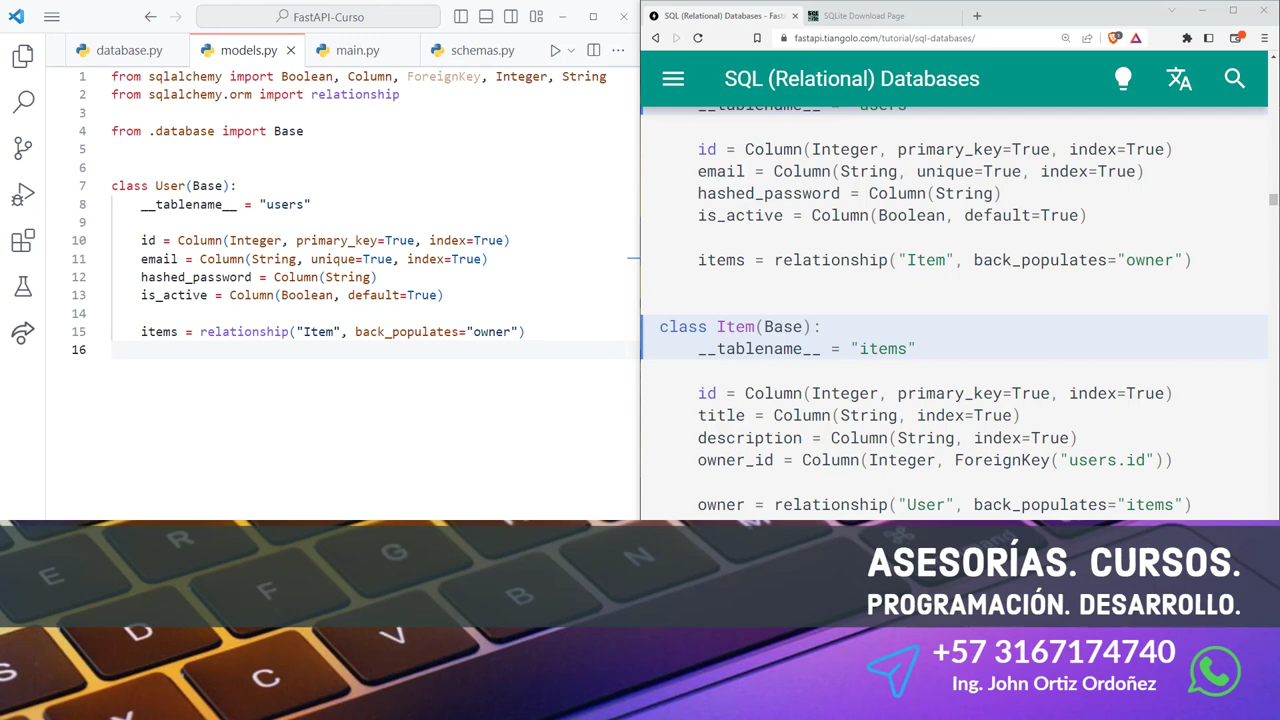 FastAPI-Curso
database.py
models.py
main.py
schemas.py
1 from sqlalchemy import Boolean, Column, ForeignKey, Integer, String
2 from sqlalchemy.orm import relationship
3
4 from .database import Base
5
6
7 class User(Base):
8 __tablename__ = "users"
9
10 id = Column(Integer, primary_key=True, index=True)
11 email = Column(String, unique=True, index=True)
12 hashed_password = Column(String)
13 is_active = Column(Boolean, default=True)
14
15 items = relationship("Item", back_populates="owner")
16
SQL (Relational) Databases - Fast
SQLite Download Page
fastapi.tiangolo.com/tutorial/sql-databases/
SQL (Relational) Databases
__tablename__ = "users"
id = Column(Integer, primary_key=True, index=True)
email = Column(String, unique=True, index=True)
hashed_password = Column(String)
is_active = Column(Boolean, default=True)
items = relationship("Item", back_populates="owner")
class Item(Base):
__tablename__ = "items"
id = Column(Integer, primary_key=True, index=True)
title = Column(String, index=True)
description = Column(String, index=True)
owner_id = Column(Integer, ForeignKey("users.id"))
owner = relationship("User", back_populates="items")
ASESORÍAS. CURSOS.
PROGRAMACIÓN. DESARROLLO.
+57 3167174740
Ing. John Ortiz Ordoñez
E R F G D C V B N